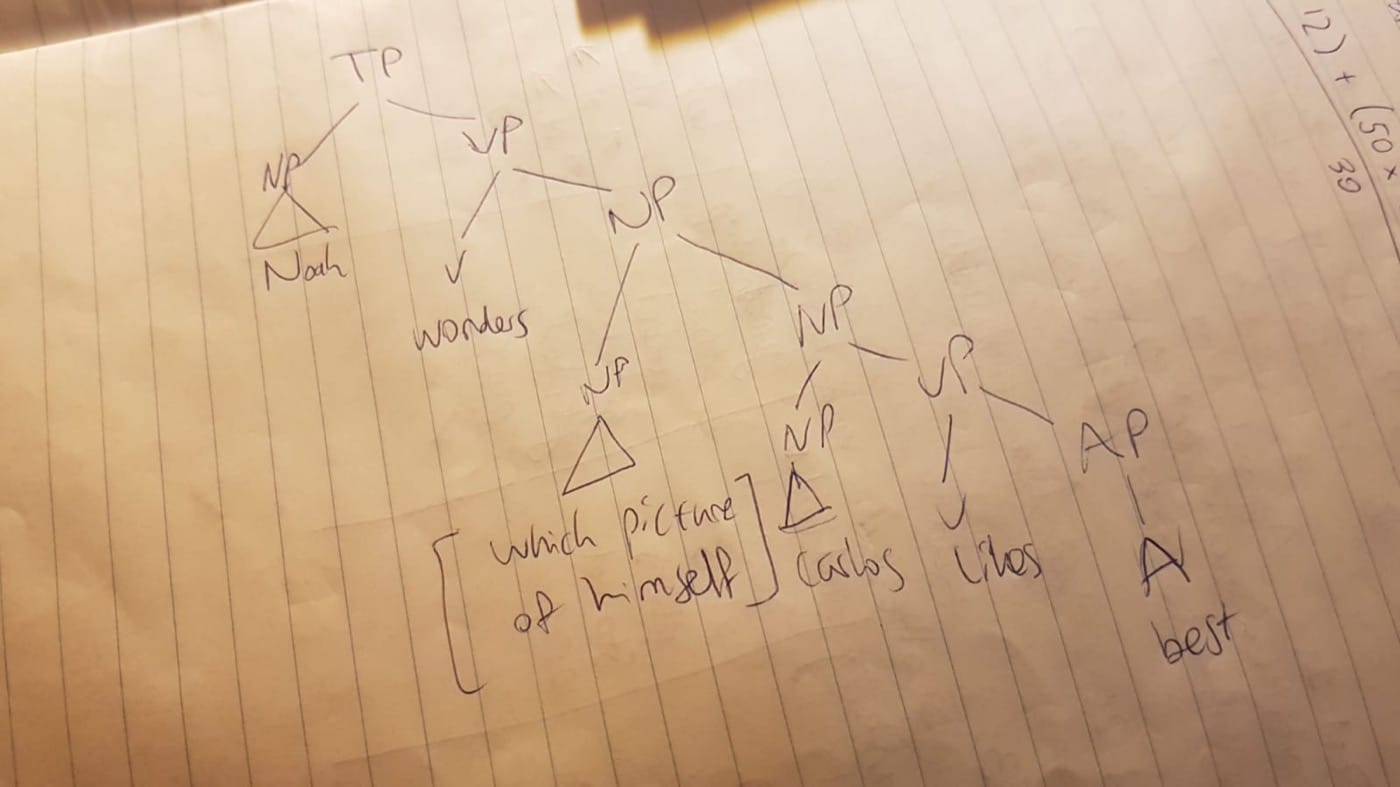 TP
NP VP
Noah V NP
wonders
NP NP
[which picture of himself] NP VP
Carlos V AP
likes A
best
12) + (50 x
39